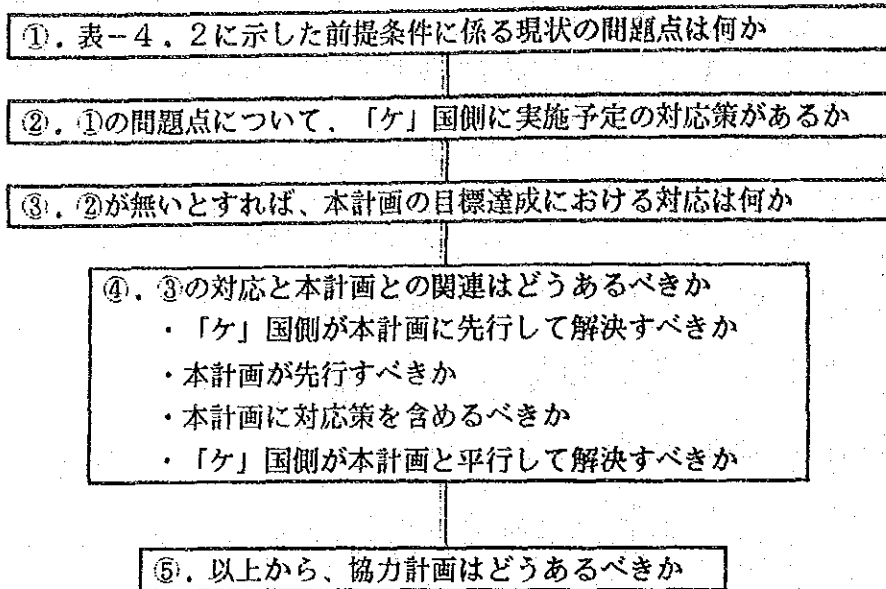 ①．表－４．２に示した前提条件に係る現状の問題点は何か
②．①の問題点について、「ケ」国側に実施予定の対応策があるか
③．②が無いとすれば、本計画の目標達成における対応は何か
④．③の対応と本計画との関連はどうあるべきか
・「ケ」国側が本計画に先行して解決すべきか
・本計画が先行すべきか
・本計画に対応策を含めるべきか
・「ケ」国側が本計画と平行して解決すべきか
⑤．以上から、協力計画はどうあるべきか